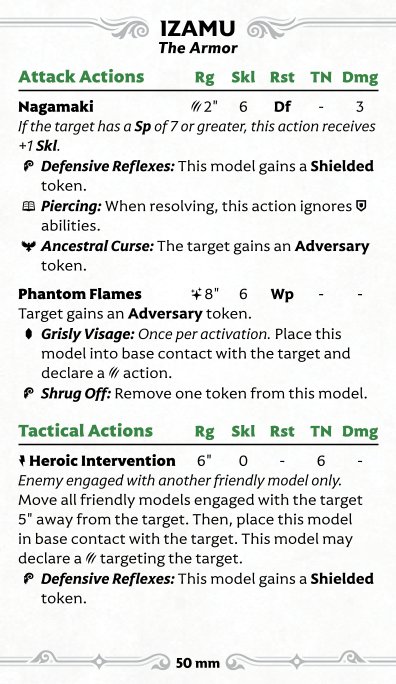 IZAMU
The Armor
Attack Actions Rg Skl Rst TN Dmg
Nagamaki 2" 6 Df - 3
If the target has a Sp of 7 or greater, this action receives
+1 Skl.
Defensive Reflexes: This model gains a Shielded
token.
Piercing: When resolving, this action ignores
abilities.
Ancestral Curse: The target gains an Adversary
token.
Phantom Flames 8" 6 Wp - -
Target gains an Adversary token.
Grisly Visage: Once per activation. Place this
model into base contact with the target and
declare a action.
Shrug Off: Remove one token from this model.
Tactical Actions Rg Skl Rst TN Dmg
Heroic Intervention 6" 0 - 6 -
Enemy engaged with another friendly model only.
Move all friendly models engaged with the target
5" away from the target. Then, place this model
in base contact with the target. This model may
declare a targeting the target.
Defensive Reflexes: This model gains a Shielded
token.
50 mm